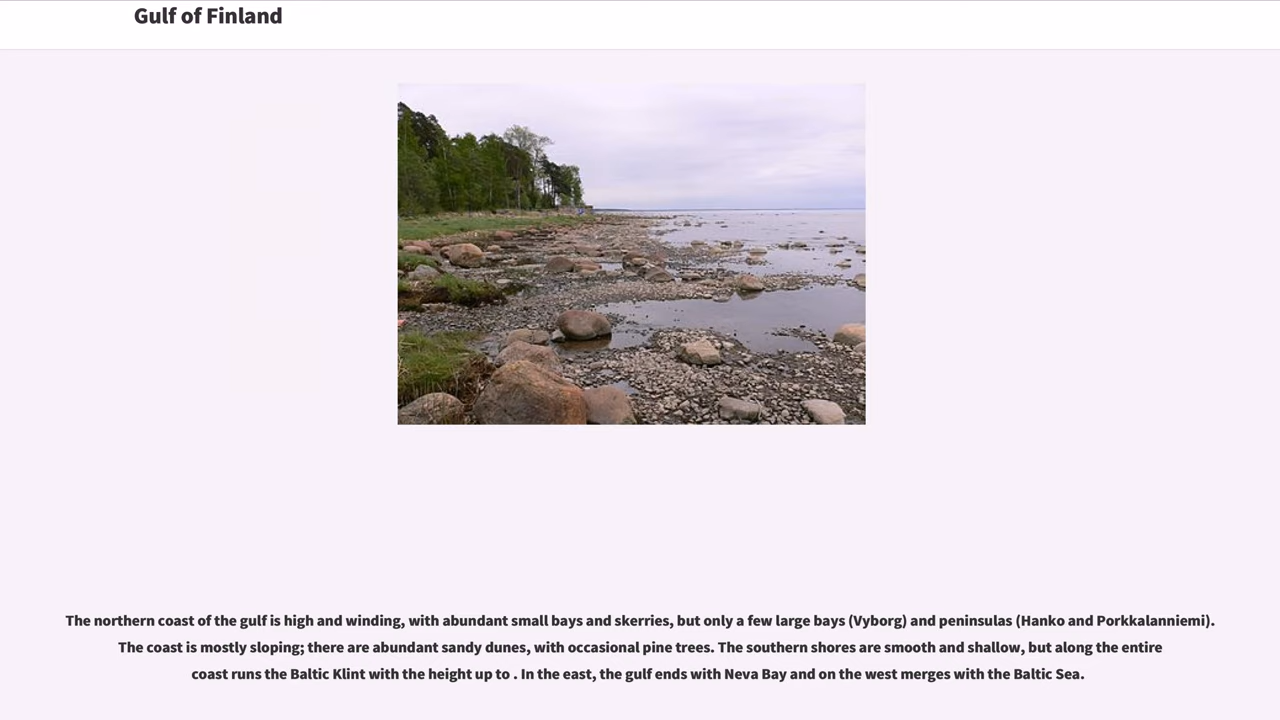 Gulf of Finland
The northern coast of the gulf is high and winding, with abundant small bays and skerries, but only a few large bays (Vyborg) and peninsulas (Hanko and Porkkalanniemi).
The coast is mostly sloping; there are abundant sandy dunes, with occasional pine trees. The southern shores are smooth and shallow, but along the entire
coast runs the Baltic Klint with the height up to . In the east, the gulf ends with Neva Bay and on the west merges with the Baltic Sea.